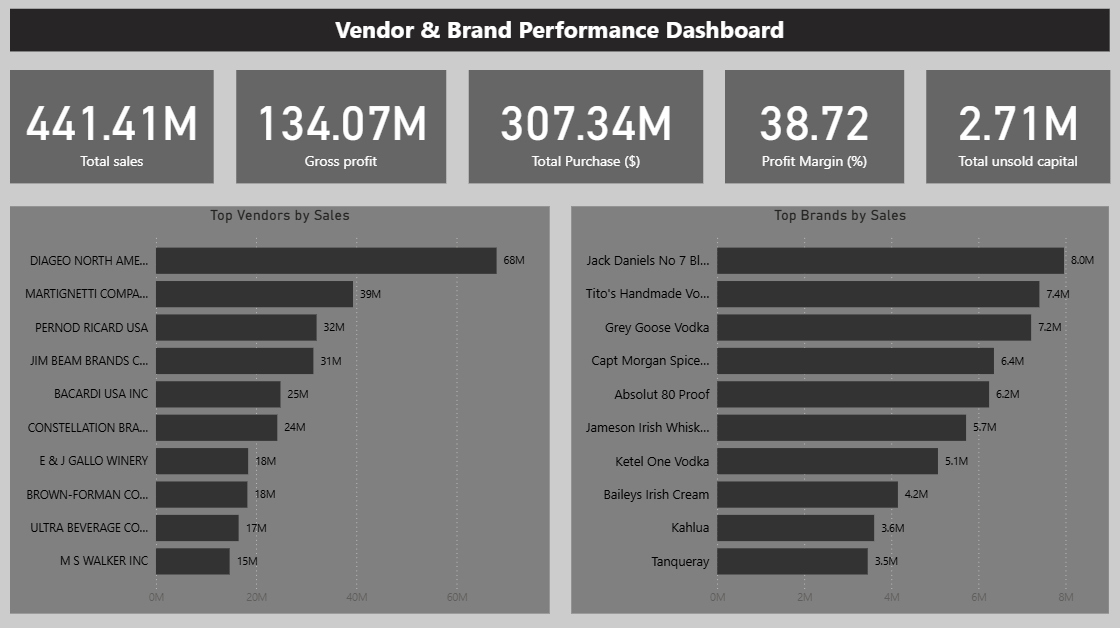 Vendor & Brand Performance Dashboard
441.41M
Total sales
134.07M
Gross profit
307.34M
Total Purchase ($)
38.72
Profit Margin (%)
2.71M
Total unsold capital
Top Vendors by Sales
DIAGEO NORTH AME... 68M
MARTIGNETTI COMPA... 39M
PERNOD RICARD USA 32M
JIM BEAM BRANDS C... 31M
BACARDI USA INC 25M
CONSTELLATION BRA... 24M
E & J GALLO WINERY 18M
BROWN-FORMAN CO... 18M
ULTRA BEVERAGE CO... 17M
M S WALKER INC 15M
0M 20M 40M 60M
Top Brands by Sales
Jack Daniels No 7 Bl... 8.0M
Tito's Handmade Vo... 7.4M
Grey Goose Vodka 7.2M
Capt Morgan Spice... 6.4M
Absolut 80 Proof 6.2M
Jameson Irish Whisk... 5.7M
Ketel One Vodka 5.1M
Baileys Irish Cream 4.2M
Kahlua 3.6M
Tanqueray 3.5M
0M 2M 4M 6M 8M